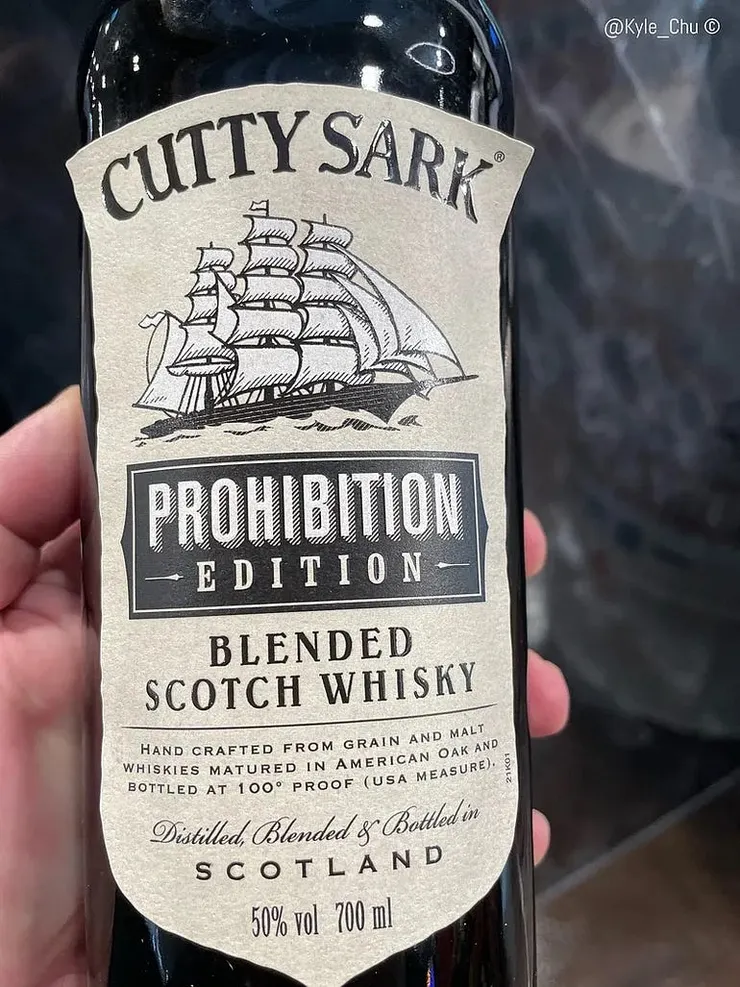 @Kyle_Chu ©
CUTTY SARK®
PROHIBITION
EDITION
BLENDED
SCOTCH WHISKY
HAND CRAFTED FROM GRAIN AND MALT
WHISKIES MATURED IN AMERICAN OAK AND
BOTTLED AT 100° PROOF (USA MEASURE).
21K01
Distilled, Blended & Bottled in
SCOTLAND
50% vol 700 ml